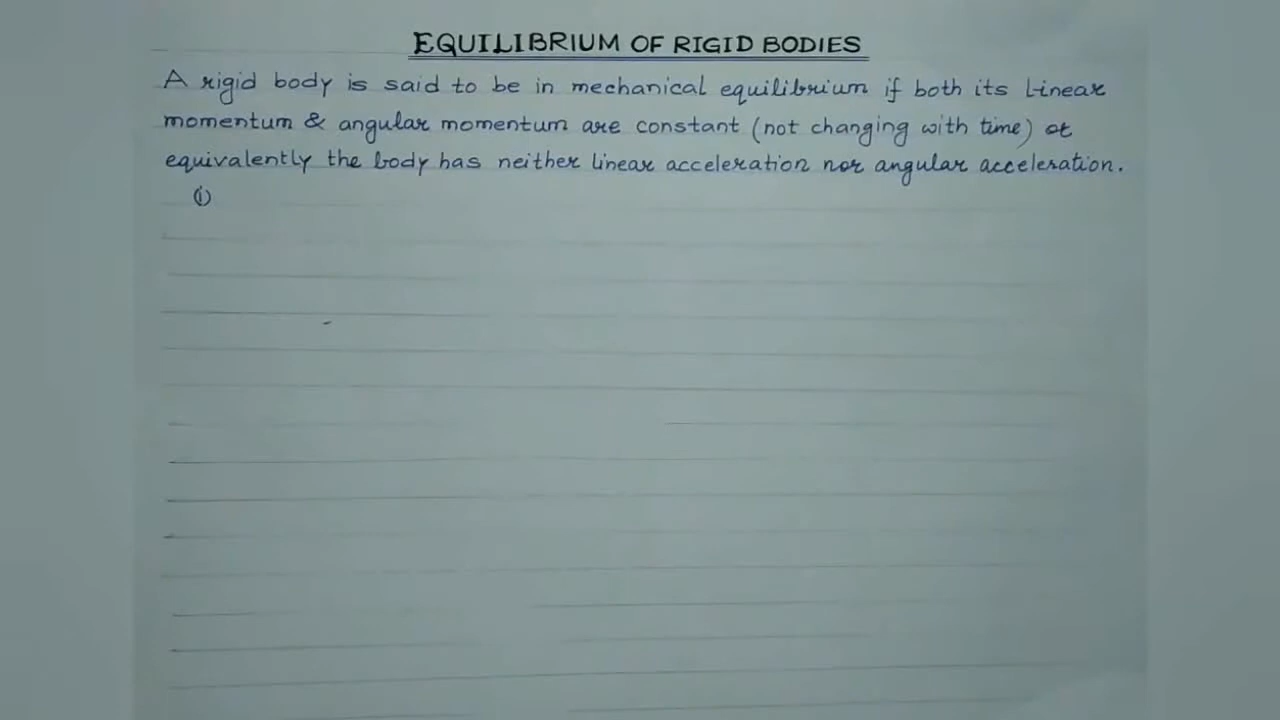 EQUILIBRIUM OF RIGID BODIES
A rigid body is said to be in mechanical equilibrium if both its linear
momentum & angular momentum are constant (not changing with time) or
equivalently the body has neither linear acceleration nor angular acceleration.
(i)